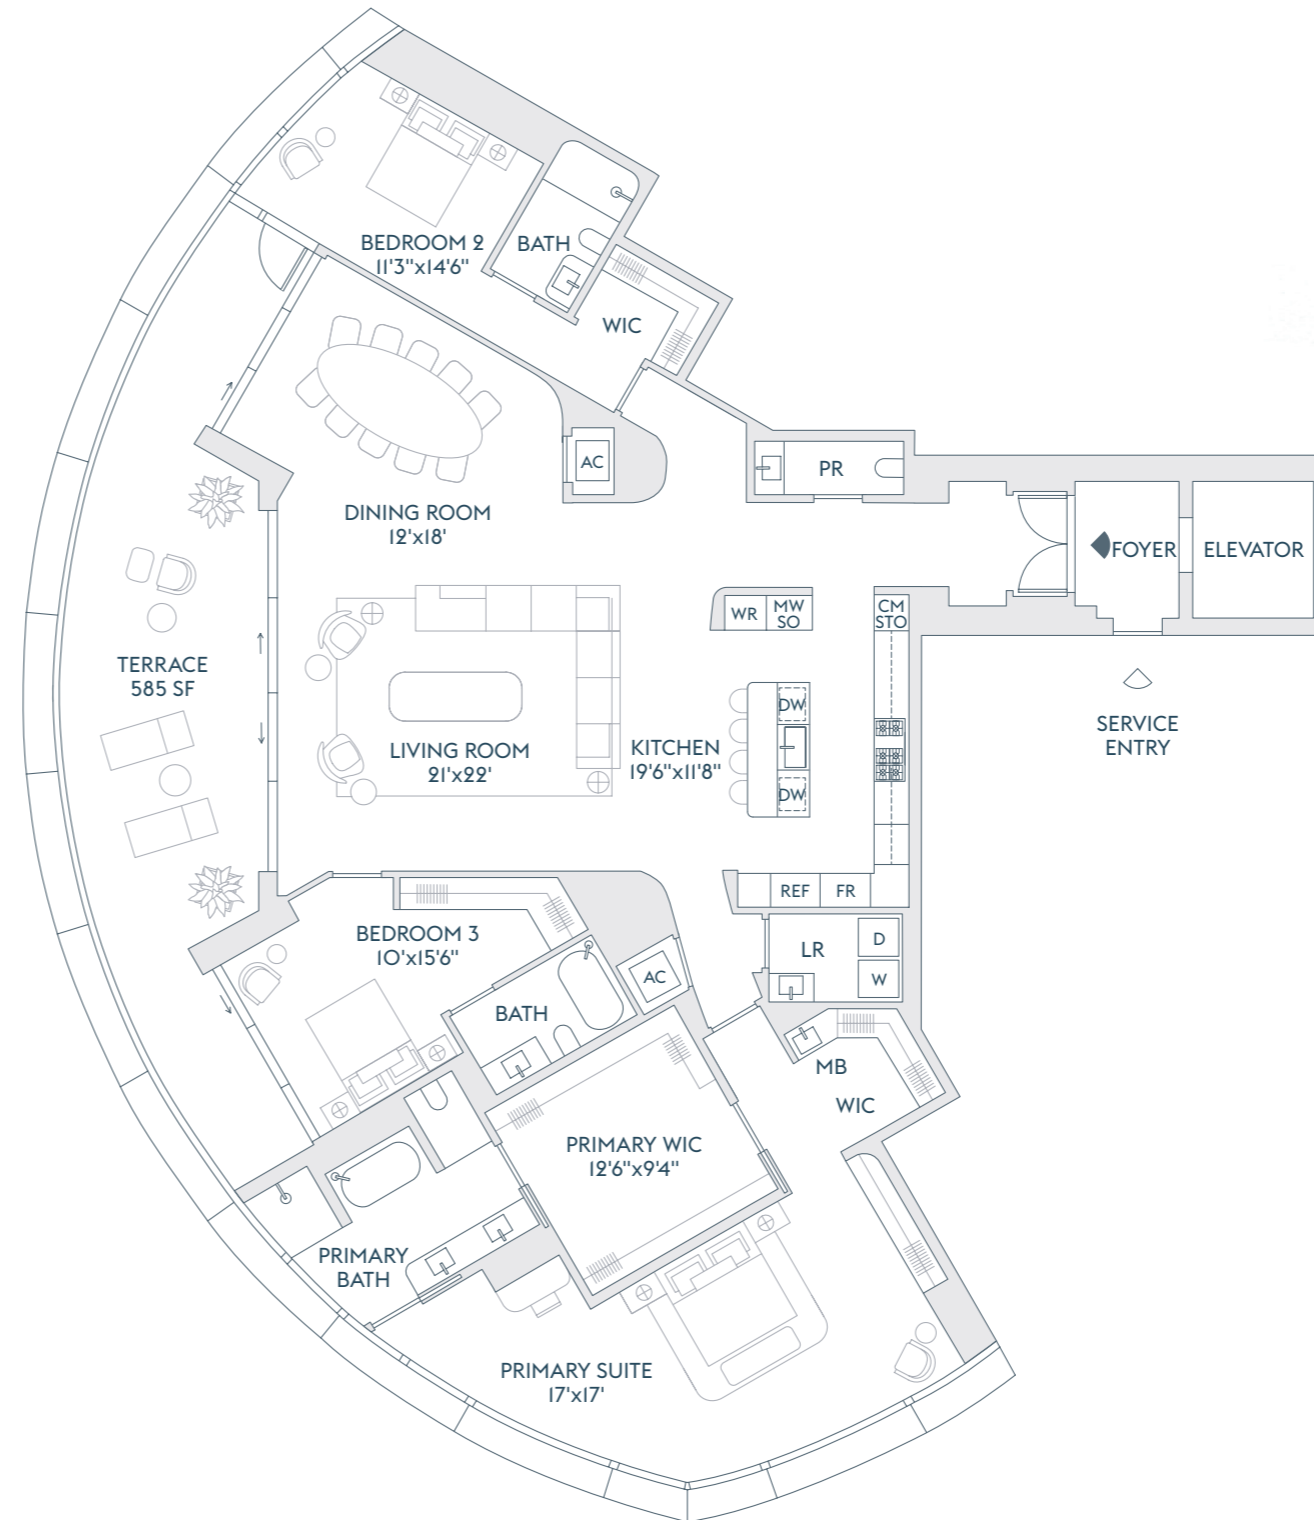 BEDROOM 2
11'3"x14'6"
BATH
WIC
AC
PR
DINING ROOM
12'x18'
FOYER
ELEVATOR
WR
MW
SO
CM
STO
TERRACE
585 SF
SERVICE
ENTRY
DW
LIVING ROOM
21'x22'
KITCHEN
19'6"x11'8"
DW
REF
FR
BEDROOM 3
10'x15'6"
LR
D
W
AC
BATH
MB
WIC
PRIMARY WIC
12'6"x9'4"
PRIMARY
BATH
PRIMARY SUITE
17'x17'